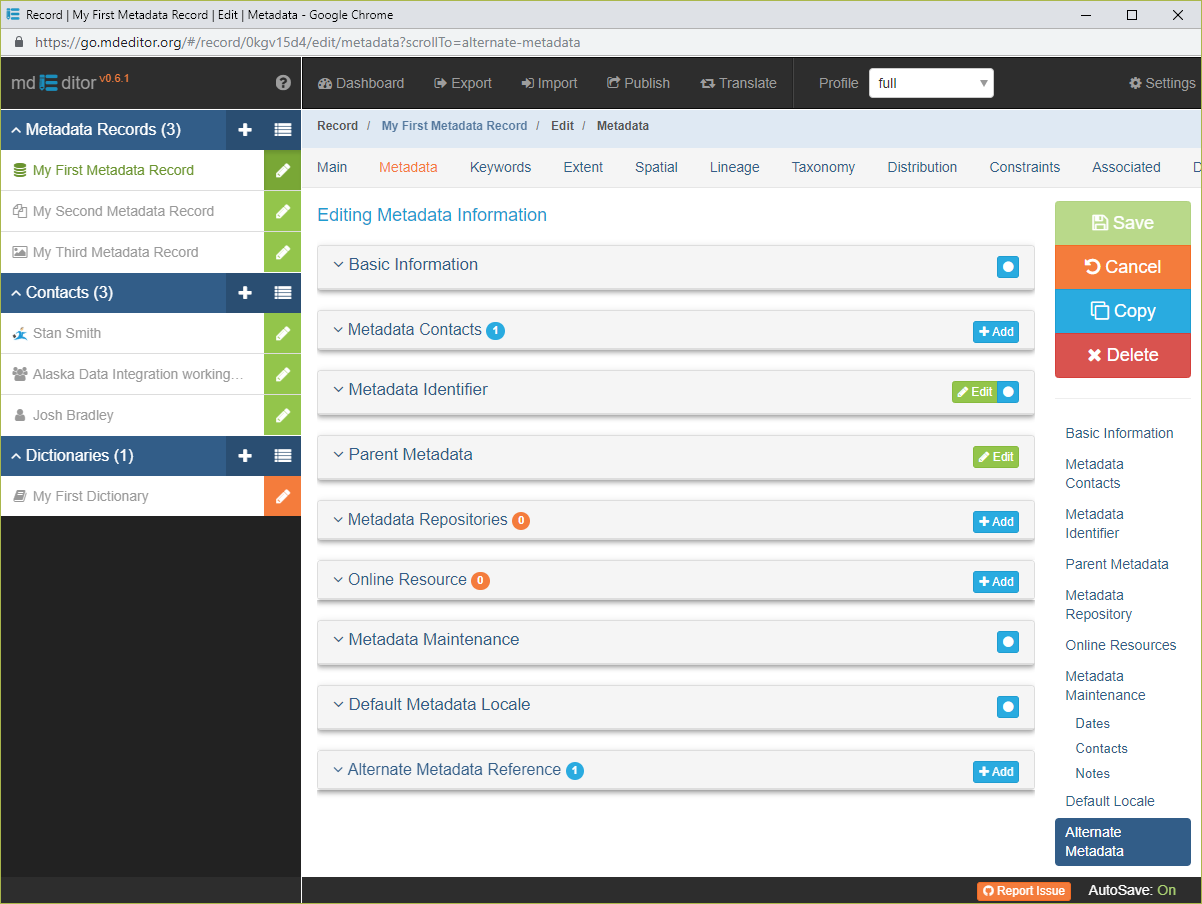 Record | My First Metadata Record | Edit | Metadata - Google Chrome
https://go.mdeditor.org/#/record/0kgv15d4/edit/metadata?scrollTo=alternate-metadata
md Editor v0.6.1
Dashboard Export Import Publish Translate Profile full Settings
Metadata Records (3)
My First Metadata Record
My Second Metadata Record
My Third Metadata Record
Contacts (3)
Stan Smith
Alaska Data Integration working...
Josh Bradley
Dictionaries (1)
My First Dictionary
Record / My First Metadata Record / Edit / Metadata
Main Metadata Keywords Extent Spatial Lineage Taxonomy Distribution Constraints Associated D
Editing Metadata Information
Basic Information
Metadata Contacts 1 Add
Metadata Identifier Edit
Parent Metadata Edit
Metadata Repositories 0 Add
Online Resource 0 Add
Metadata Maintenance
Default Metadata Locale
Alternate Metadata Reference 1 Add
Save
Cancel
Copy
Delete
Basic Information
Metadata
Contacts
Metadata
Identifier
Parent Metadata
Metadata
Repository
Online Resources
Metadata
Maintenance
Dates
Contacts
Notes
Default Locale
Alternate
Metadata
Report Issue AutoSave: On